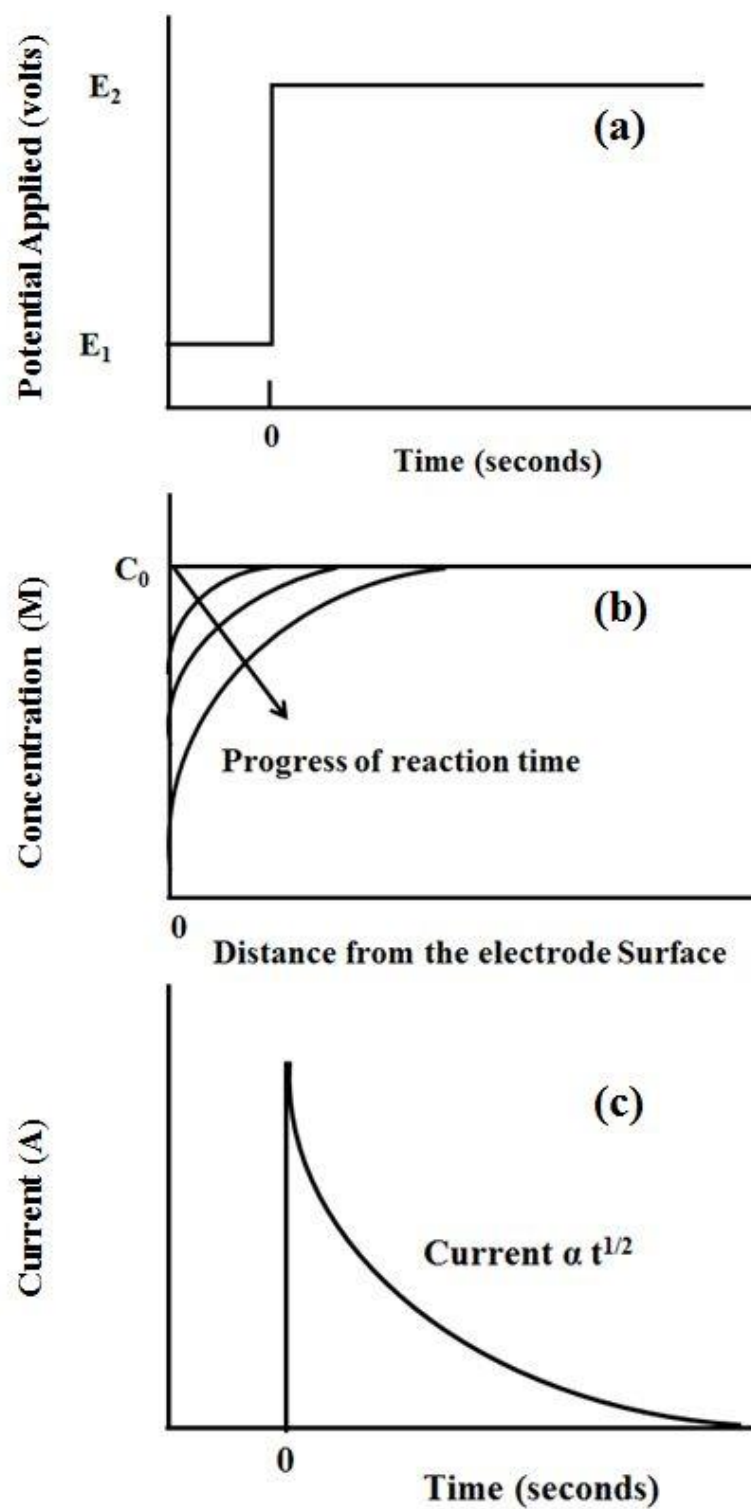 Potential Applied (volts)
E₂
(a)
E₁
0
Time (seconds)
Concentration (M)
C₀
(b)
Progress of reaction time
0
Distance from the electrode Surface
Current (A)
(c)
Current α t^1/2
0
Time (seconds)